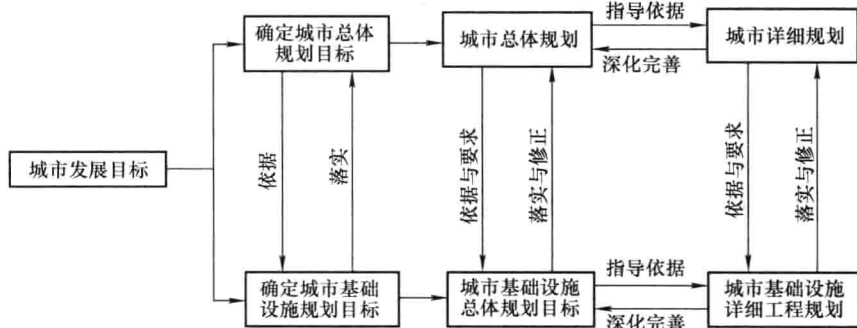 确定城市总体
规划目标
城市总体规划
指导依据
深化完善
城市详细规划
城市发展目标
依据
落实
依据与要求
落实与修正
依据与要求
落实与修正
确定城市基础
设施规划目标
城市基础设施
总体规划目标
指导依据
深化完善
城市基础设施
详细工程规划